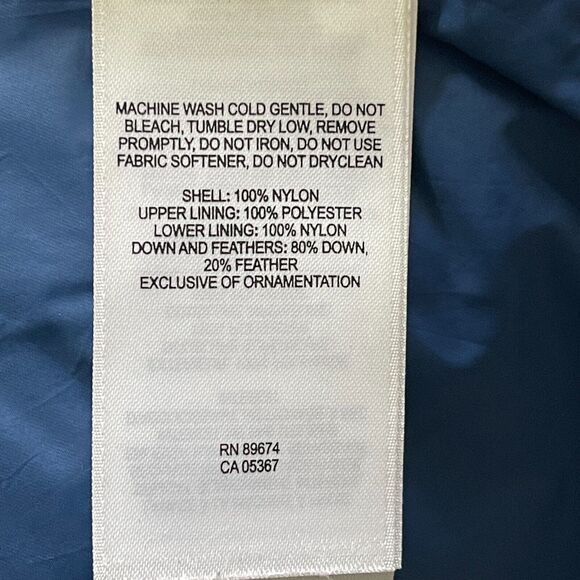 MACHINE WASH COLD GENTLE, DO NOT
BLEACH, TUMBLE DRY LOW, REMOVE
PROMPTLY, DO NOT IRON, DO NOT USE
FABRIC SOFTENER, DO NOT DRYCLEAN
SHELL: 100% NYLON
UPPER LINING: 100% POLYESTER
LOWER LINING: 100% NYLON
DOWN AND FEATHERS: 80% DOWN,
20% FEATHER
EXCLUSIVE OF ORNAMENTATION
RN 89674
CA 05367